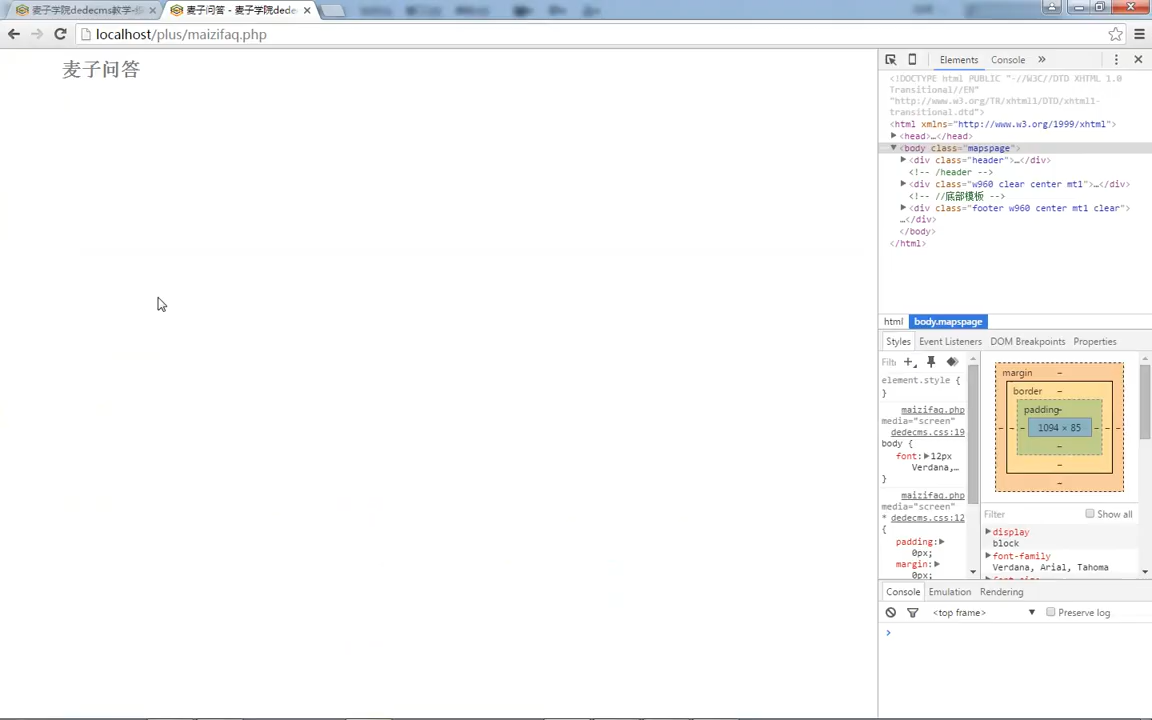 麦子学院dedecms教学-
麦子问答 - 麦子学院dede
localhost/plus/maizifaq.php
麦子问答
Elements Console »
<!DOCTYPE html PUBLIC "-//W3C//DTD XHTML 1.0
Transitional//EN"
"http://www.w3.org/TR/xhtml1/DTD/xhtml1-
transitional.dtd">
<html xmlns="http://www.w3.org/1999/xhtml">
<head>…</head>
<body class="mapspage">
<div class="header">…</div>
<!-- /header -->
<div class="w960 clear center mt1">…</div>
<!-- //底部模板 -->
<div class="footer w960 center mt1 clear">
…</div>
</body>
</html>
html body.mapspage
Styles Event Listeners DOM Breakpoints Properties
Filt
element.style {
}
maizifaq.php
media="screen"
dedecms.css:19
body {
font: 12px
Verdana,…
}
maizifaq.php
media="screen"
* dedecms.css:12
{
padding:
0px;
margin:
0px;
margin –
border –
padding –
– – – 1094 × 85 – – –
–
–
–
Filter Show all
display
block
font-family
Verdana, Arial, Tahoma
Console Emulation Rendering
<top frame> ▼ Preserve log
>